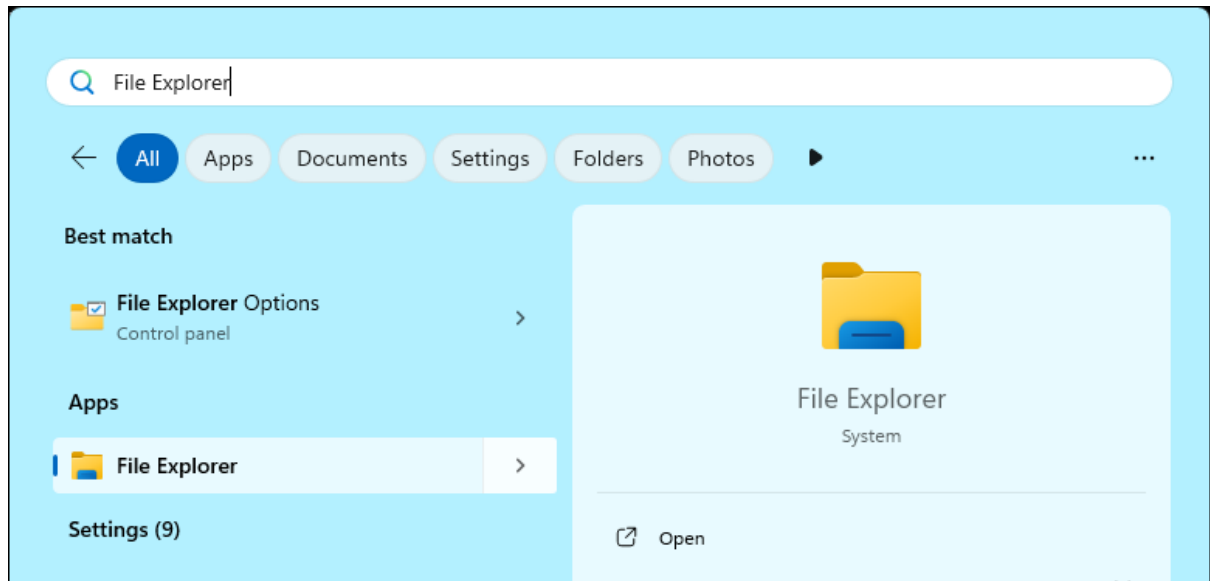 File Explorer
All Apps Documents Settings Folders Photos
Best match
File Explorer Options
Control panel
Apps
File Explorer
Settings (9)
File Explorer
System
Open